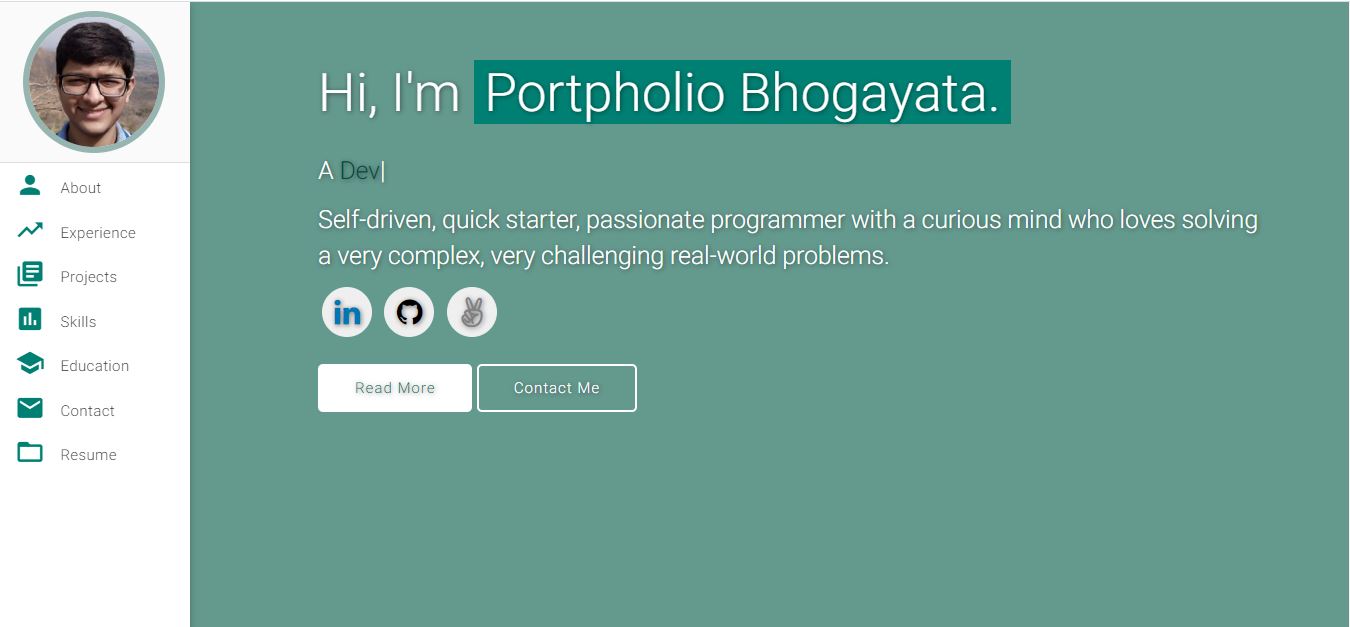 About
Experience
Projects
Skills
Education
Contact
Resume
Hi, I'm Portpholio Bhogayata.
A Dev|
Self-driven, quick starter, passionate programmer with a curious mind who loves solving
a very complex, very challenging real-world problems.
in
Read More
Contact Me